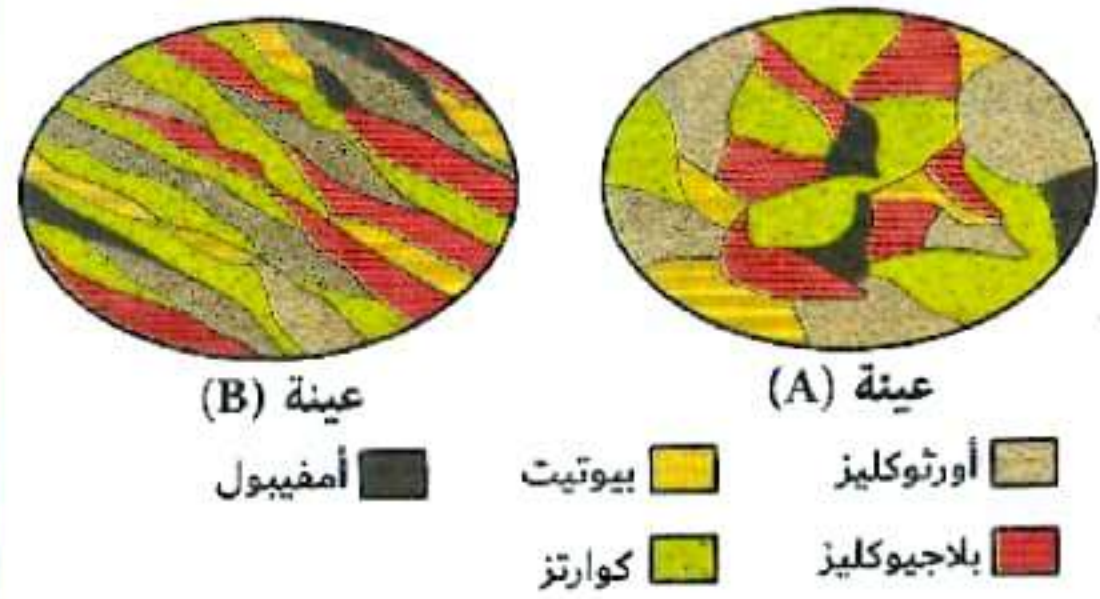 عينة (A)
عينة (B)
أورثوكليز
بيوتيت
أمفيبول
بلاجيوكليز
كوارتز